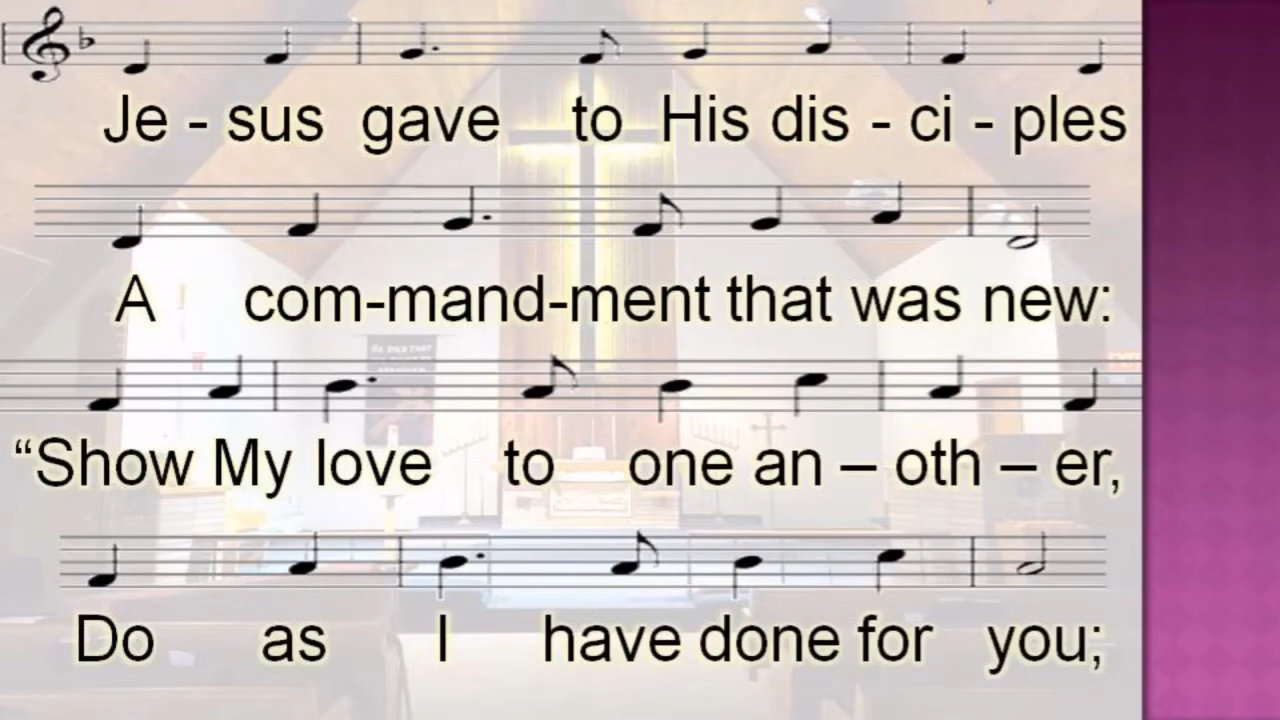 Je - sus gave to His dis - ci - ples
A com-mand-ment that was new:
“Show My love to one an – oth – er,
Do as I have done for you;